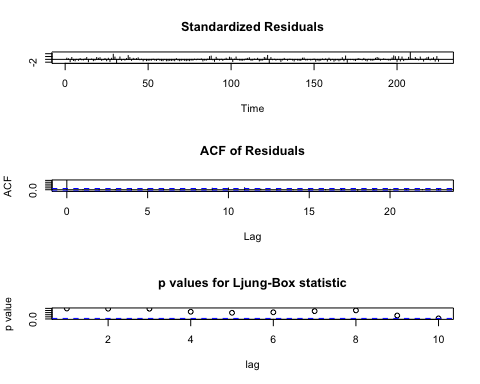 Standardized Residuals
-2
0 50 100 150 200
Time
ACF of Residuals
ACF
0.0
0 5 10 15 20
Lag
p values for Ljung-Box statistic
p value
0.0
2 4 6 8 10
lag